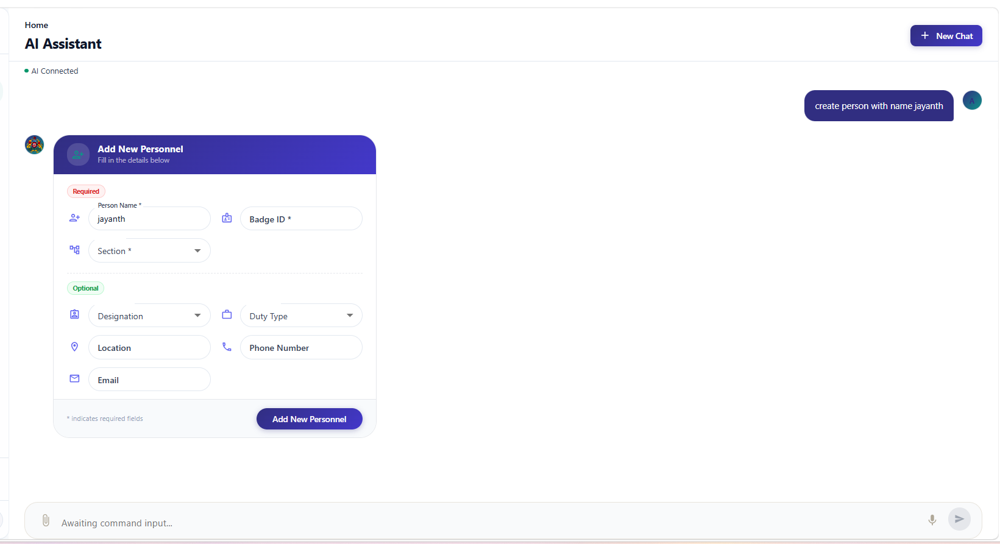 Home
AI Assistant
+ New Chat
AI Connected
create person with name jayanth
A
Add New Personnel
Fill in the details below
Required
Person Name *
jayanth
Badge ID *
Section *
Optional
Designation
Duty Type
Location
Phone Number
Email
* indicates required fields
Add New Personnel
Awaiting command input...